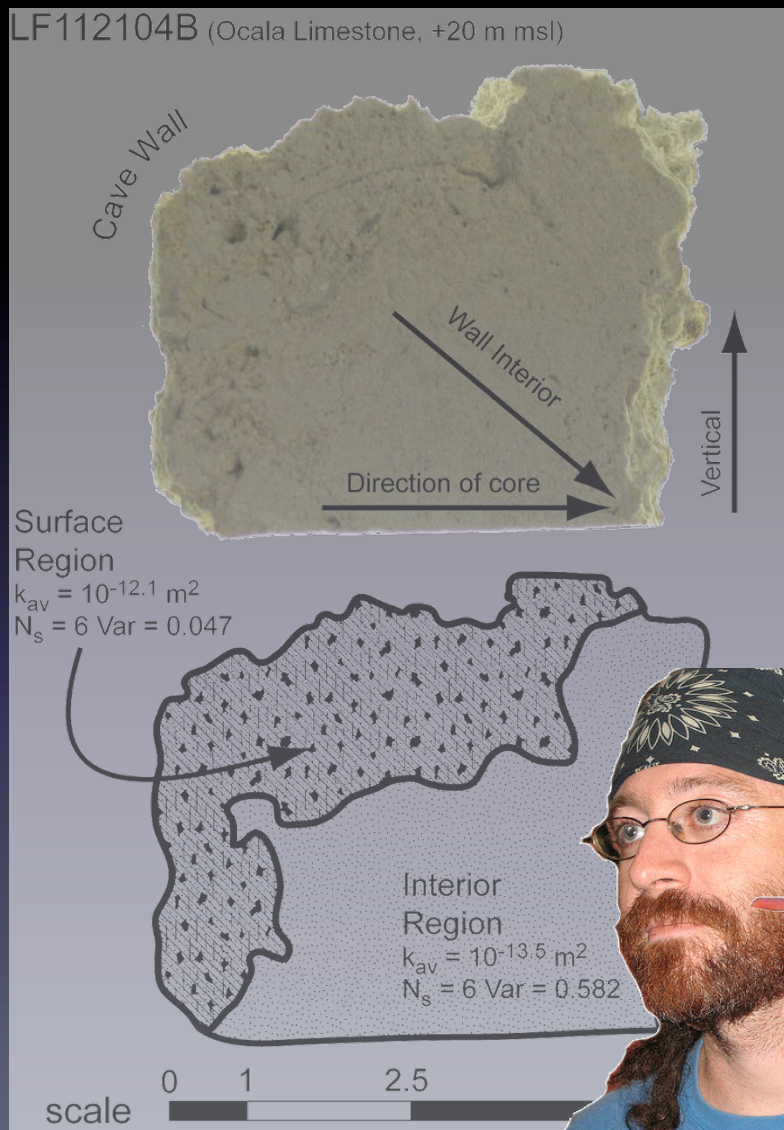 LF112104B (Ocala Limestone, +20 m msl)
Cave Wall
Wall Interior
Vertical
Direction of core
Surface
Region
k_av = 10^-12.1 m^2
N_s = 6 Var = 0.047
Interior
Region
k_av = 10^-13.5 m^2
N_s = 6 Var = 0.582
0 1 2.5
scale